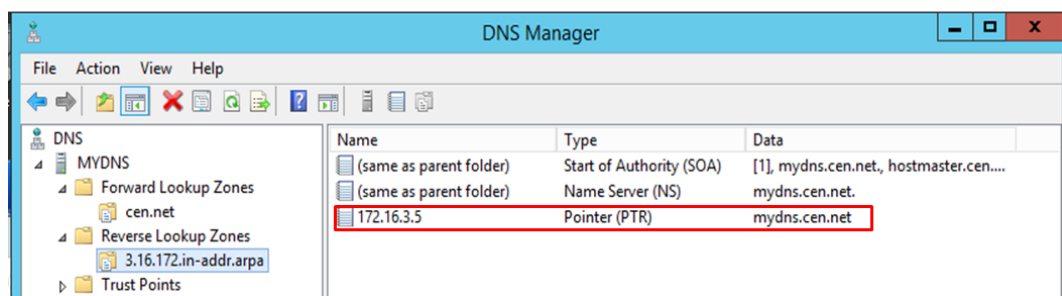 DNS Manager
File Action View Help
DNS
MYDNS
Forward Lookup Zones
cen.net
Reverse Lookup Zones
3.16.172.in-addr.arpa
Trust Points
Name Type Data
(same as parent folder) Start of Authority (SOA) [1], mydns.cen.net., hostmaster.cen....
(same as parent folder) Name Server (NS) mydns.cen.net.
172.16.3.5 Pointer (PTR) mydns.cen.net